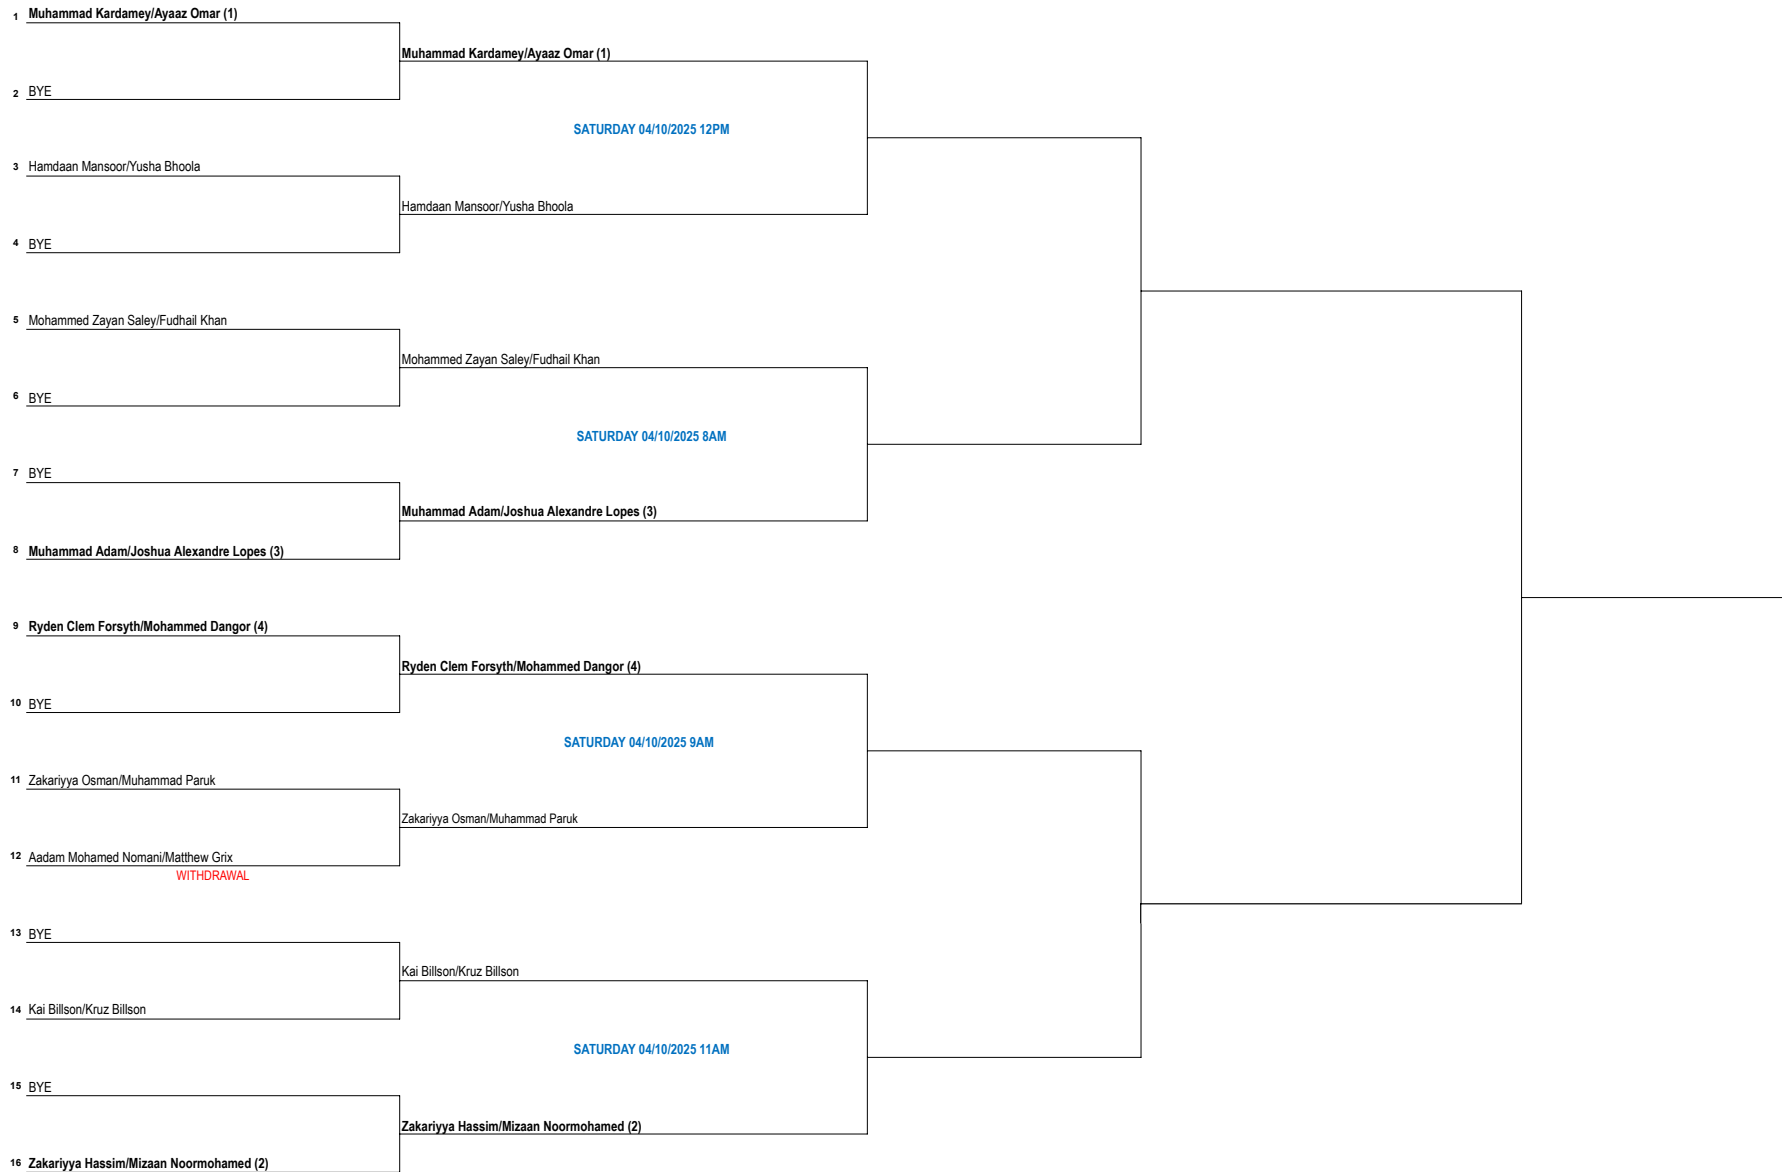 1 Muhammad Kardamey/Ayaaz Omar (1)
Muhammad Kardamey/Ayaaz Omar (1)
2 BYE
SATURDAY 04/10/2025 12PM
3 Hamdaan Mansoor/Yusha Bhoola
Hamdaan Mansoor/Yusha Bhoola
4 BYE
5 Mohammed Zayan Saley/Fudhail Khan
Mohammed Zayan Saley/Fudhail Khan
6 BYE
SATURDAY 04/10/2025 8AM
7 BYE
Muhammad Adam/Joshua Alexandre Lopes (3)
8 Muhammad Adam/Joshua Alexandre Lopes (3)
9 Ryden Clem Forsyth/Mohammed Dangor (4)
Ryden Clem Forsyth/Mohammed Dangor (4)
10 BYE
SATURDAY 04/10/2025 9AM
11 Zakariyya Osman/Muhammad Paruk
Zakariyya Osman/Muhammad Paruk
12 Aadam Mohamed Nomani/Matthew Grix
WITHDRAWAL
13 BYE
Kai Billson/Kruz Billson
14 Kai Billson/Kruz Billson
SATURDAY 04/10/2025 11AM
15 BYE
Zakariyya Hassim/Mizaan Noormohamed (2)
16 Zakariyya Hassim/Mizaan Noormohamed (2)